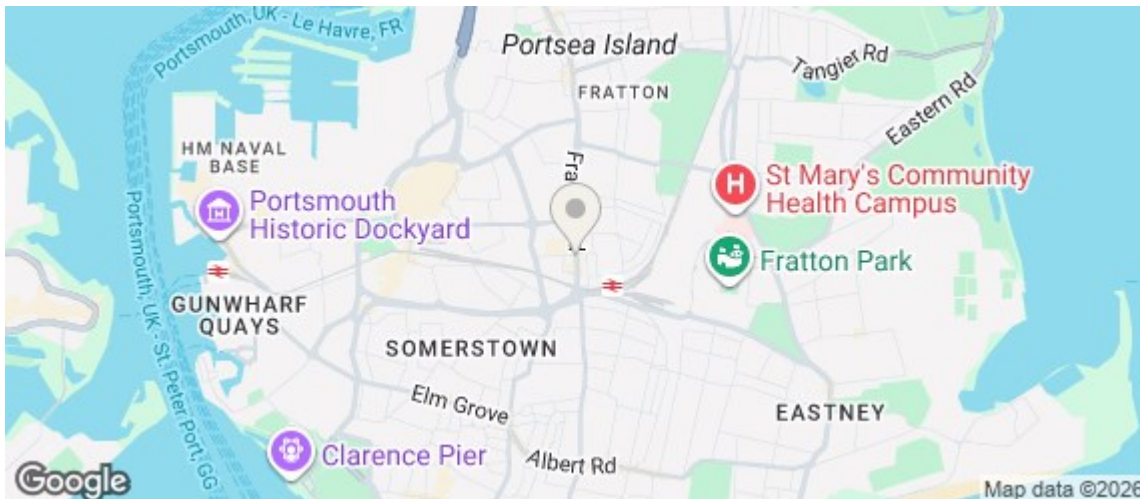 Portsmouth, UK - Le Havre, FR
Portsea Island
FRATTON
Tangier Rd
Eastern Rd
HM NAVAL
BASE
Fra
St Mary's Community
Health Campus
Portsmouth
Historic Dockyard
Fratton Park
Portsmouth, UK - St. Peter Port, GG
GUNWHARF
QUAYS
SOMERSTOWN
Elm Grove
EASTNEY
Clarence Pier
Albert Rd
Google
Map data ©2026